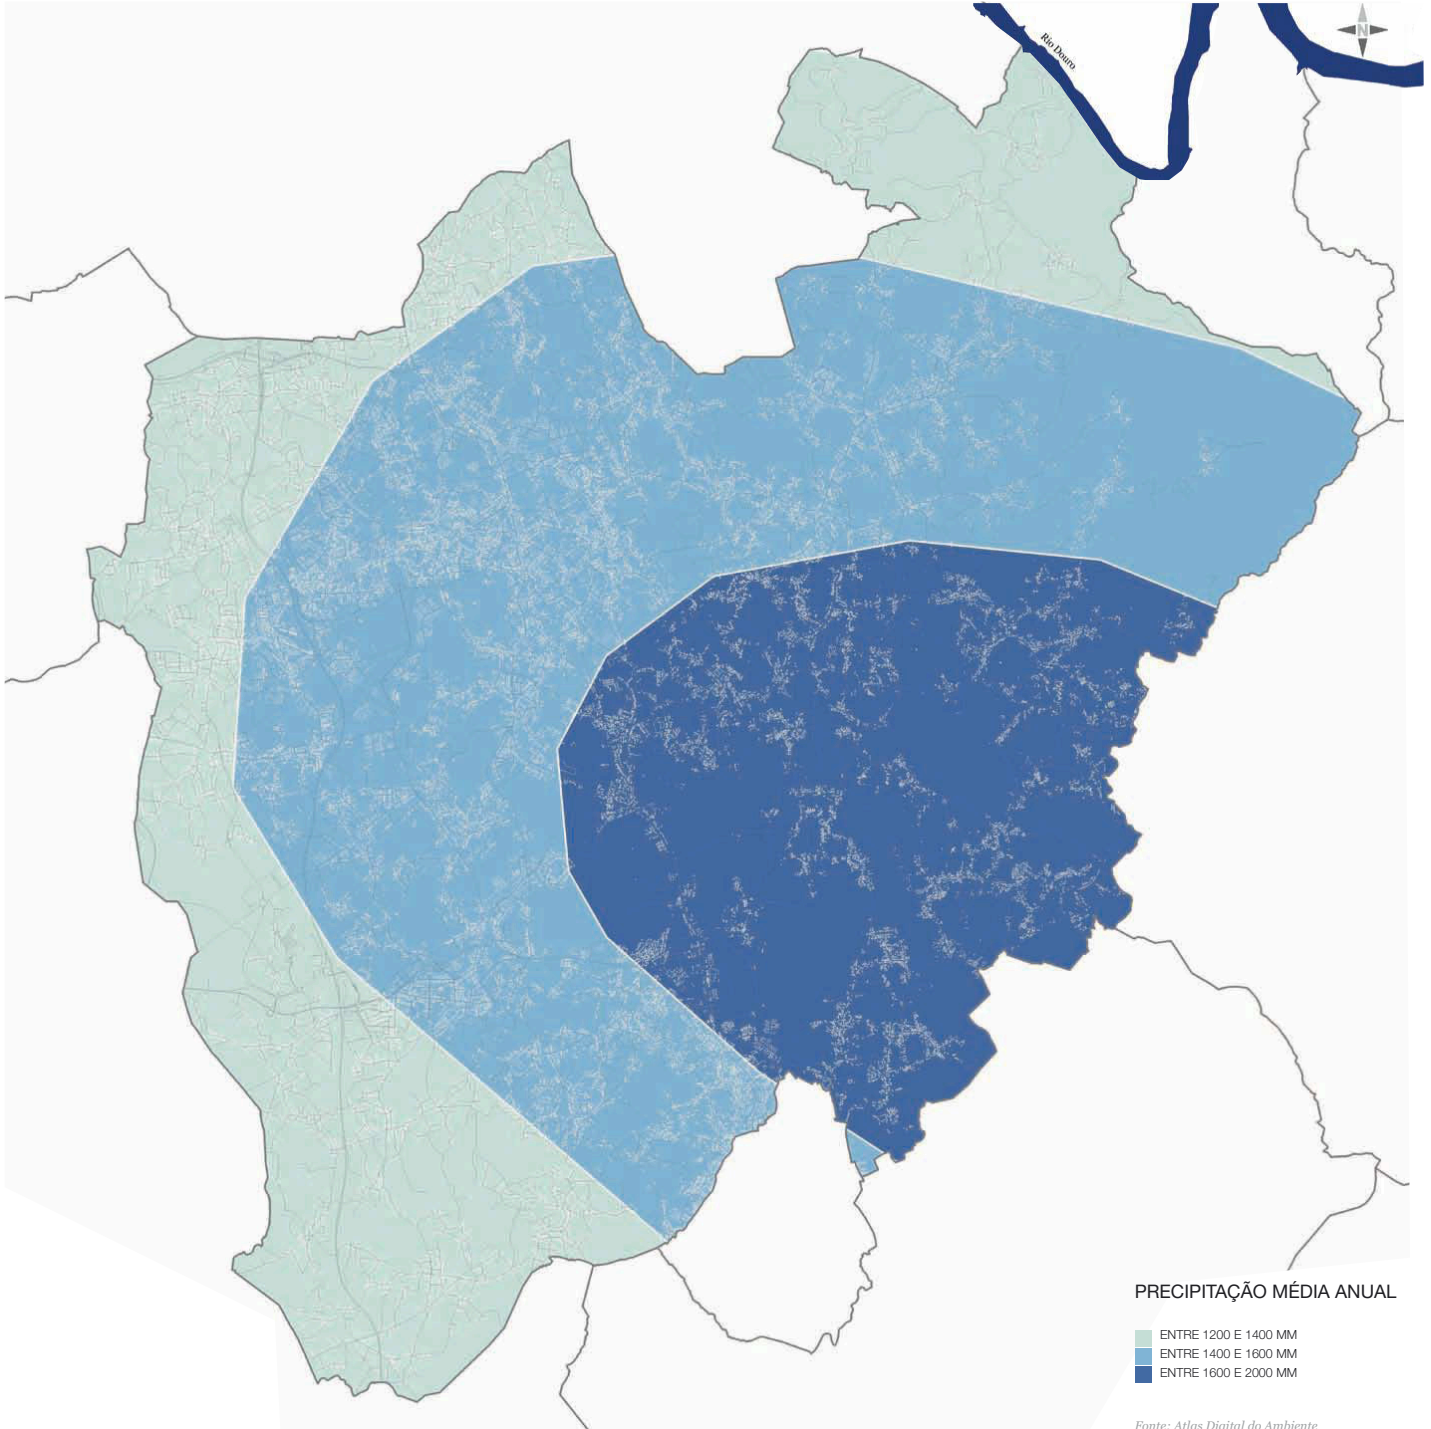 N
Rio Douro
PRECIPITAÇÃO MÉDIA ANUAL
ENTRE 1200 E 1400 MM
ENTRE 1400 E 1600 MM
ENTRE 1600 E 2000 MM
Fonte: Atlas Digital do Ambiente